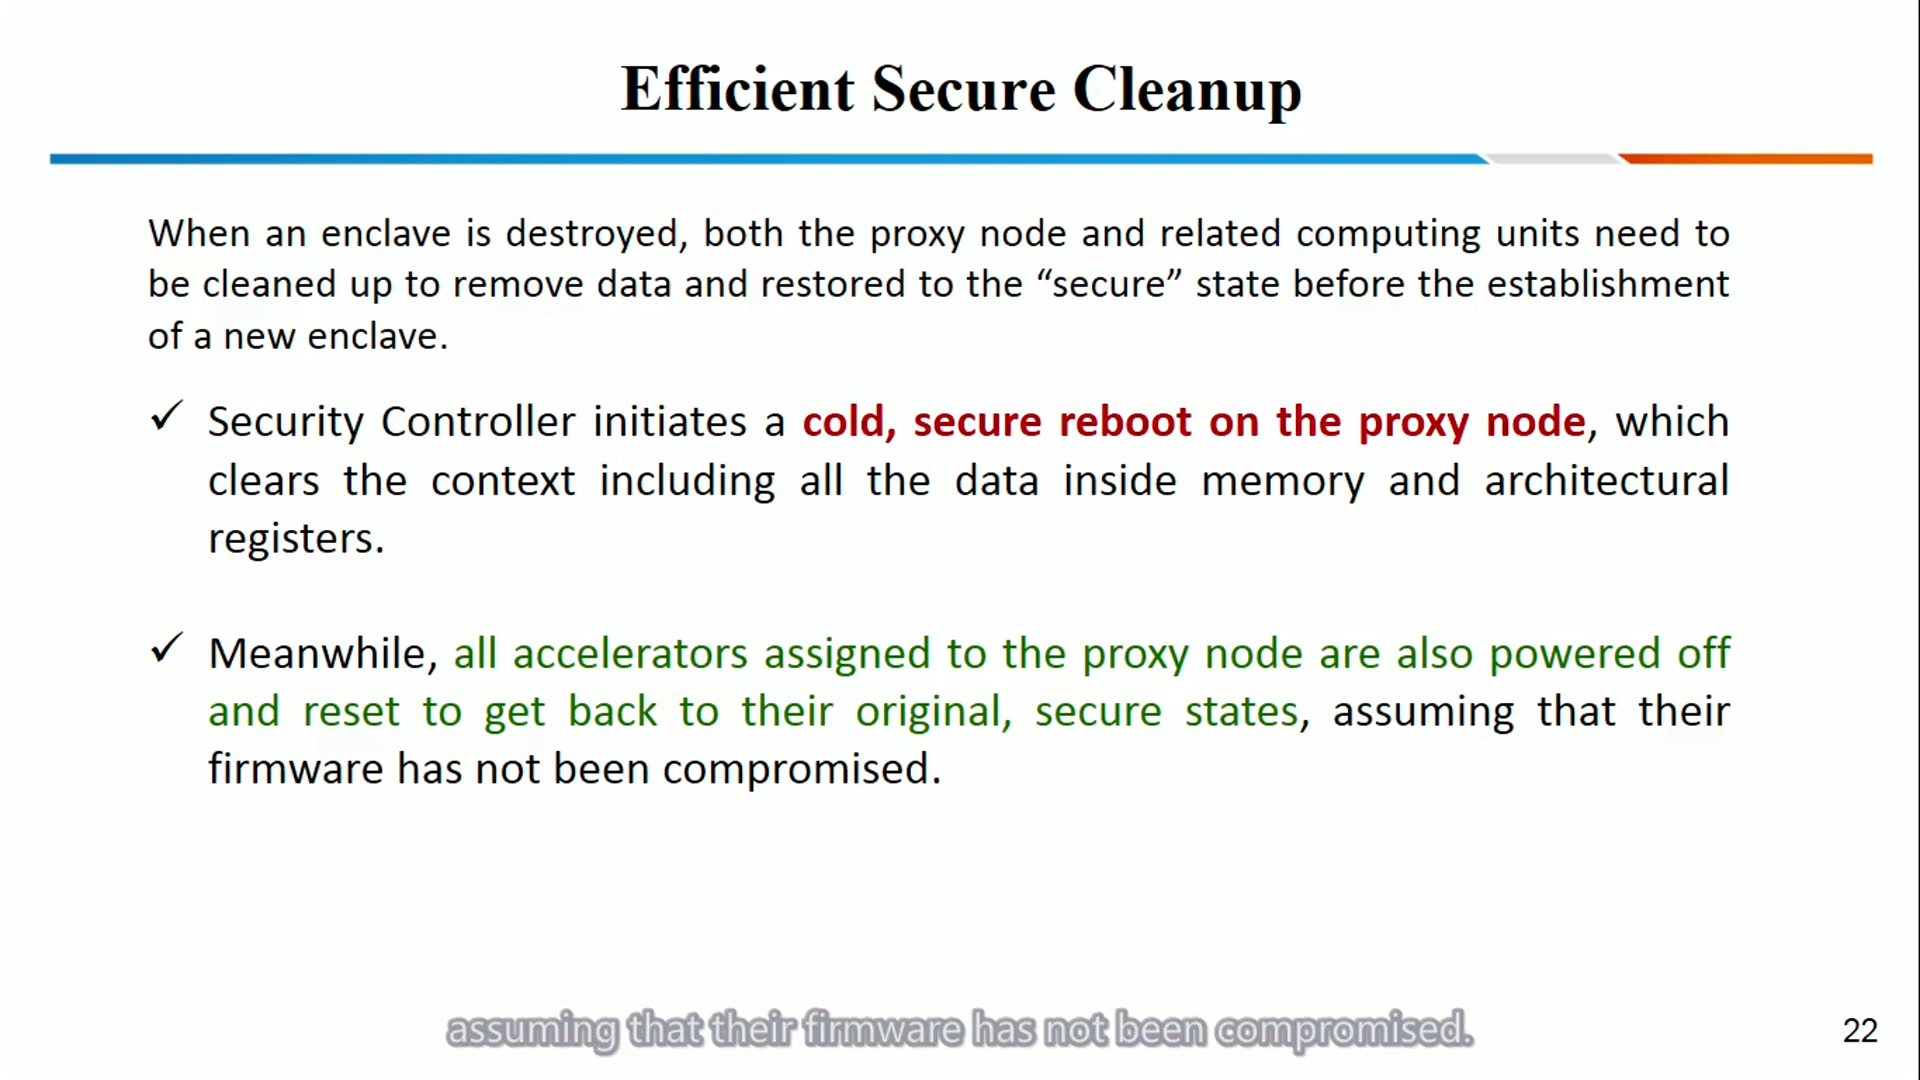 Efficient Secure Cleanup
When an enclave is destroyed, both the proxy node and related computing units need to
be cleaned up to remove data and restored to the “secure” state before the establishment
of a new enclave.
✓ Security Controller initiates a cold, secure reboot on the proxy node, which
clears the context including all the data inside memory and architectural
registers.
✓ Meanwhile, all accelerators assigned to the proxy node are also powered off
and reset to get back to their original, secure states, assuming that their
firmware has not been compromised.
assuming that their firmware has not been compromised.
22